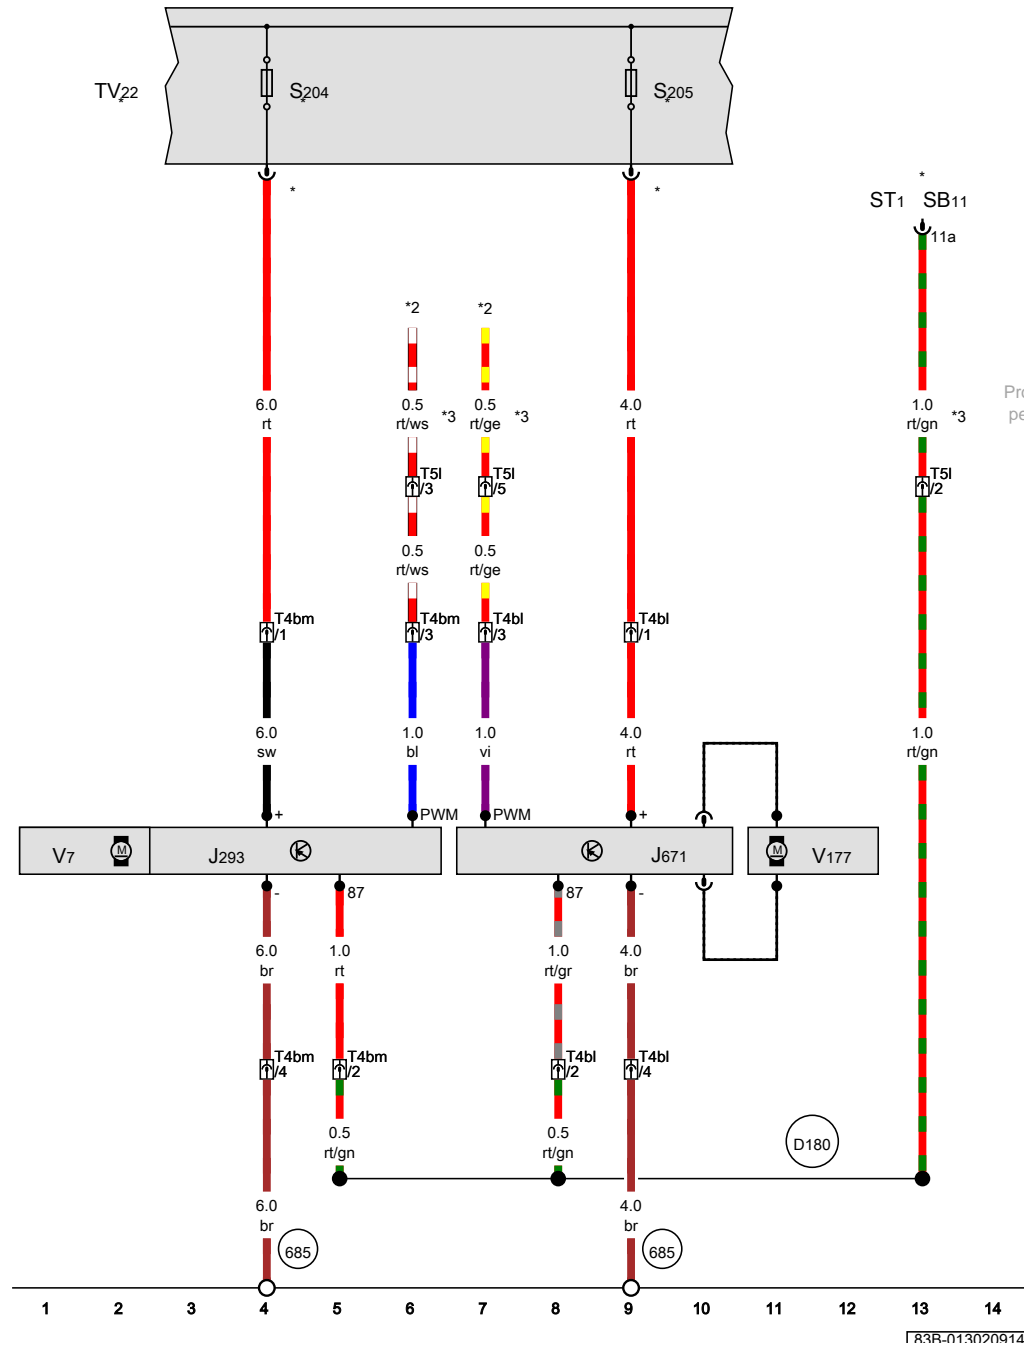 TV22
*
S204
*
S205
*
*
*
*
ST1 SB11
11a
*2
*2
6.0
rt
0.5
rt/ws
*3
0.5
rt/ge
*3
4.0
rt
1.0
rt/gn
*3
Pro
pe
T5l
/3
T5l
/5
T5l
/2
0.5
rt/ws
0.5
rt/ge
T4bm
/1
T4bm
/3
T4bl
/3
T4bl
/1
6.0
sw
1.0
bl
1.0
vi
4.0
rt
1.0
rt/gn
+
PWM
PWM
+
V7
M
J293
J671
M
V177
-
87
87
-
6.0
br
1.0
rt
1.0
rt/gr
4.0
br
T4bm
/4
T4bm
/2
T4bl
/2
T4bl
/4
0.5
rt/gn
0.5
rt/gn
D180
6.0
br
4.0
br
685
685
1 2 3 4 5 6 7 8 9 10 11 12 13 14
83B-013020914